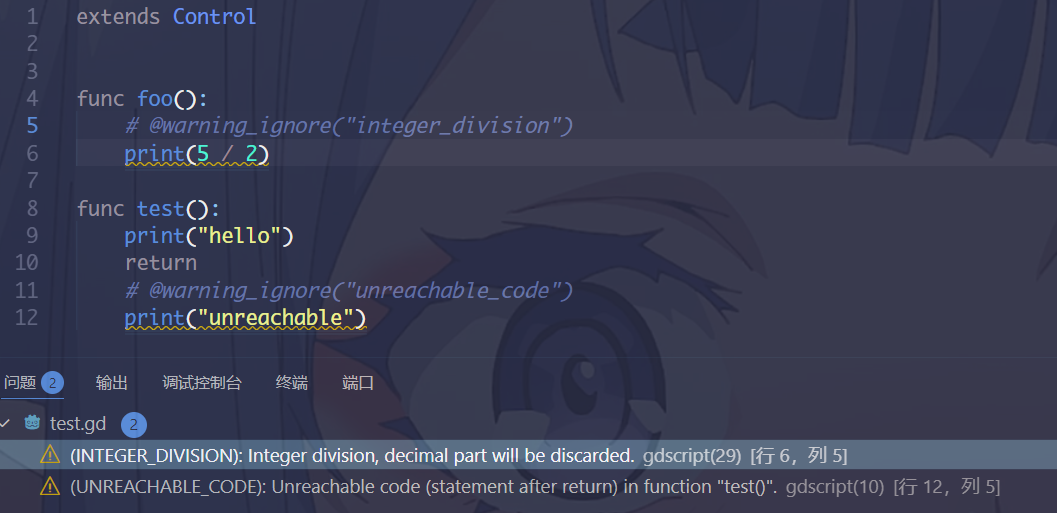 1 extends Control
2
3
4 func foo():
5 # @warning_ignore("integer_division")
6 print(5 / 2)
7
8 func test():
9 print("hello")
10 return
11 # @warning_ignore("unreachable_code")
12 print("unreachable")
问题 2 输出 调试控制台 终端 端口
test.gd 2
(INTEGER_DIVISION): Integer division, decimal part will be discarded. gdscript(29) [行 6，列 5]
(UNREACHABLE_CODE): Unreachable code (statement after return) in function "test()". gdscript(10) [行 12，列 5]